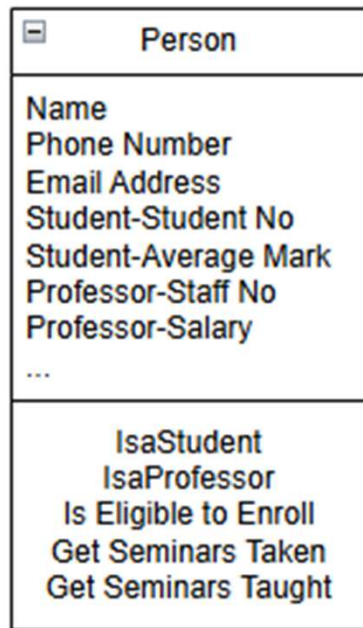 Person
Name
Phone Number
Email Address
Student-Student No
Student-Average Mark
Professor-Staff No
Professor-Salary
...
IsaStudent
IsaProfessor
Is Eligible to Enroll
Get Seminars Taken
Get Seminars Taught